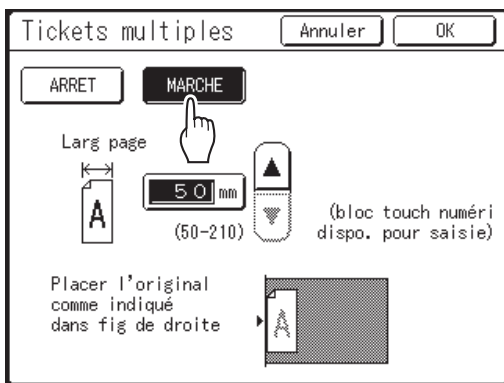 Tickets multiples
Annuler
OK
ARRET
MARCHE
Larg page
A
50 mm
(50-210)
(bloc touch numéri
dispo. pour saisie)
Placer l'original
comme indiqué
dans fig de droite
A